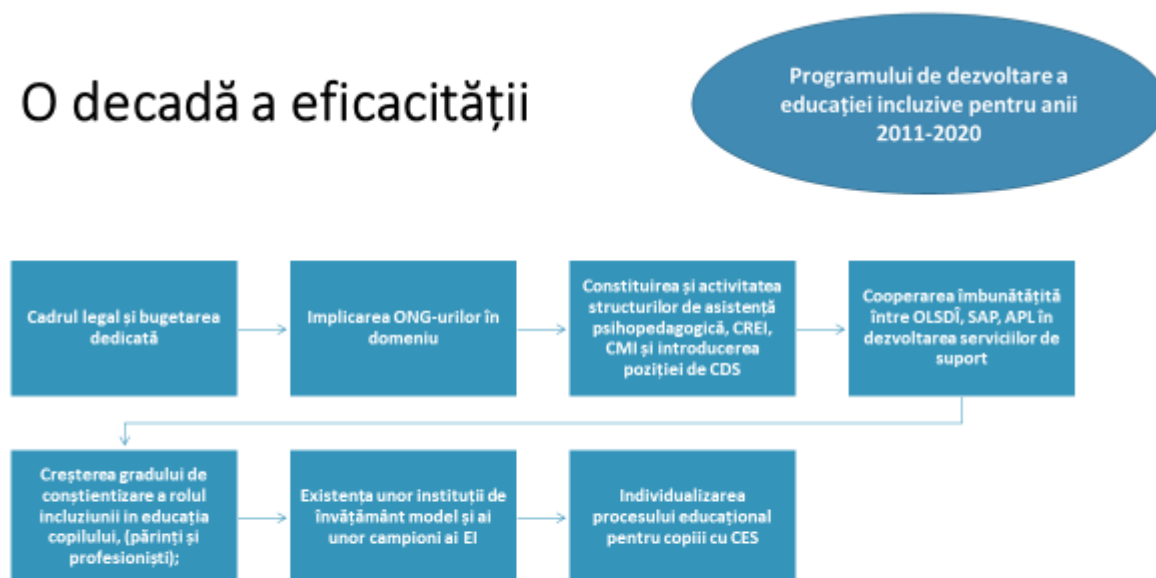 O decadă a eficacității
Programului de dezvoltare a
educației incluzive pentru anii
2011-2020
Cadrul legal și bugetarea
dedicată
Implicarea ONG-urilor în
domeniu
Constituirea și activitatea
structurilor de asistență
psihopedagogică, CREI,
CMI și introducerea
poziției de CDS
Cooperarea îmbunătățită
între OLSDÎ, SAP, APL în
dezvoltarea serviciilor de
suport
Creșterea gradului de
conștientizare a rolul
incluziunii in educația
copilului, (părinți și
profesioniști);
Existența unor instituții de
învățământ model și ai
unor campioni ai EI
Individualizarea
procesului educațional
pentru copiii cu CES